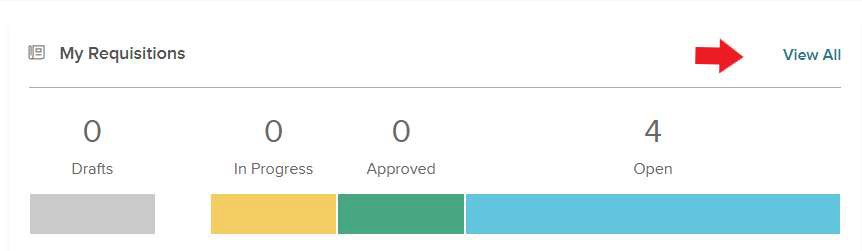 My Requisitions
View All
0
0
0
4
Drafts
In Progress
Approved
Open